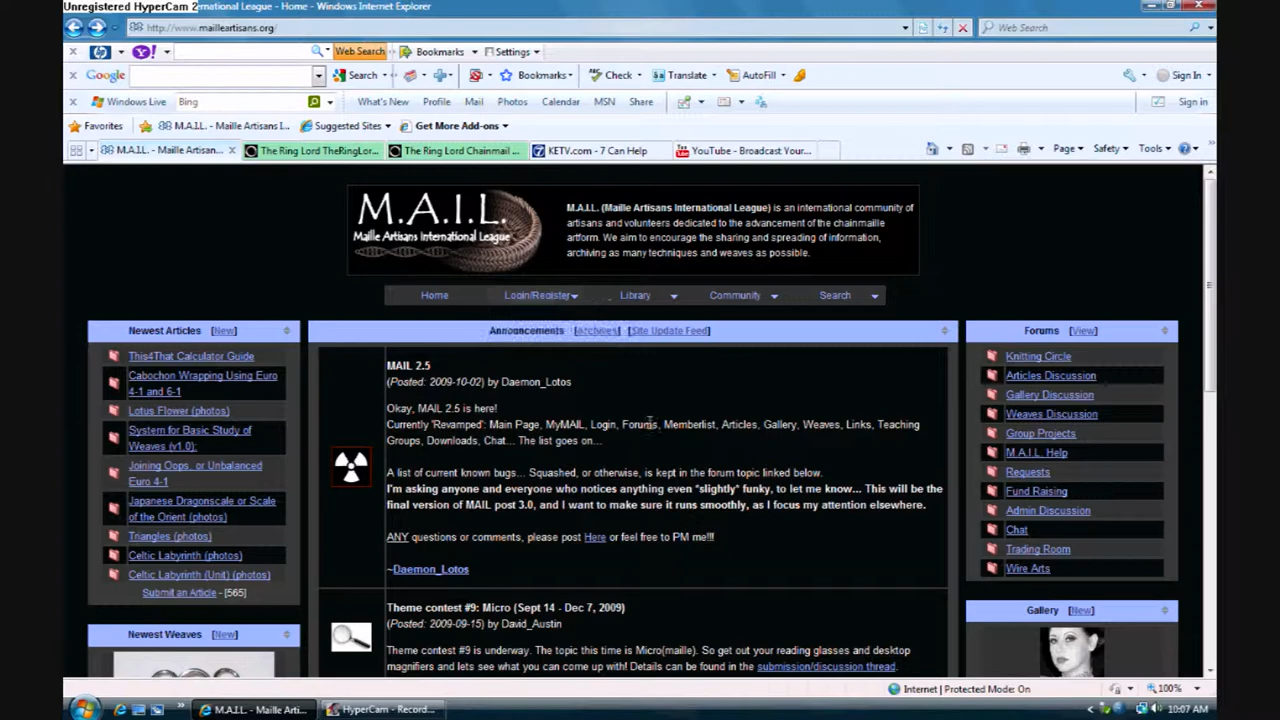 Unregistered HyperCam 2
rnational League - Home - Windows Internet Explorer
http://www.mailleartisans.org/
Web Search
Web Search
Bookmarks
Settings
Google
Search
Bookmarks
Check
Translate
AutoFill
Sign In
Windows Live
Bing
What's New
Profile
Mail
Photos
Calendar
MSN
Share
Sign in
Favorites
M.A.I.L. - Maille Artisans I...
Suggested Sites
Get More Add-ons
M.A.I.L. - Maille Artisan...
The Ring Lord TheRingLor...
The Ring Lord Chainmail ...
KETV.com - 7 Can Help
YouTube - Broadcast Your...
Page
Safety
Tools
M.A.I.L.
Maille Artisans International League
M.A.I.L. (Maille Artisans International League) is an international community of
artisans and volunteers dedicated to the advancement of the chainmaille
artform. We aim to encourage the sharing and spreading of information,
archiving as many techniques and weaves as possible.
Home
Login/Register
Library
Community
Search
Newest Articles [New]
This4That Calculator Guide
Cabochon Wrapping Using Euro
4-1 and 6-1
Lotus Flower (photos)
System for Basic Study of
Weaves (v1.0):
Joining Oops, or Unbearable
Euro 4-1
Japanese Dragonscale or Scale
of the Orient (photos)
Triangles (photos)
Celtic Labyrinth (photos)
Celtic Labyrinth (Unit) (photos)
Submit an Article - [565]
Newest Weaves [New]
Announcements [Archives] [Site Update Feed]
MAIL 2.5
(Posted: 2009-10-02) by Daemon_Lotos
Okay, MAIL 2.5 is here!
Currently 'Revamped': Main Page, MyMAIL, Login, Forums, Memberlist, Articles, Gallery, Weaves, Links, Teaching
Groups, Downloads, Chat... The list goes on...
A list of current known bugs... Squashed, or otherwise, is kept in the forum topic linked below.
I'm asking anyone and everyone who notices anything even *slightly* funky, to let me know... This will be the
final version of MAIL post 3.0, and I want to make sure it runs smoothly, as I focus my attention elsewhere.
ANY questions or comments, please post Here or feel free to PM me!!!
~Daemon_Lotos
Theme contest #9: Micro (Sept 14 - Dec 7, 2009)
(Posted: 2009-09-15) by David_Austin
Theme contest #9 is underway. The topic this time is Micro(maille). So get out your reading glasses and desktop
magnifiers and lets see what you can come up with! Details can be found in the submission/discussion thread.
Forums [View]
Knitting Circle
Articles Discussion
Gallery Discussion
Weaves Discussion
Group Projects
M.A.I.L. Help
Requests
Fund Raising
Admin Discussion
Chat
Trading Room
Wire Arts
Gallery [New]
Internet | Protected Mode: On
100%
M.A.I.L. - Maille Arti...
HyperCam - Record...
10:07 AM